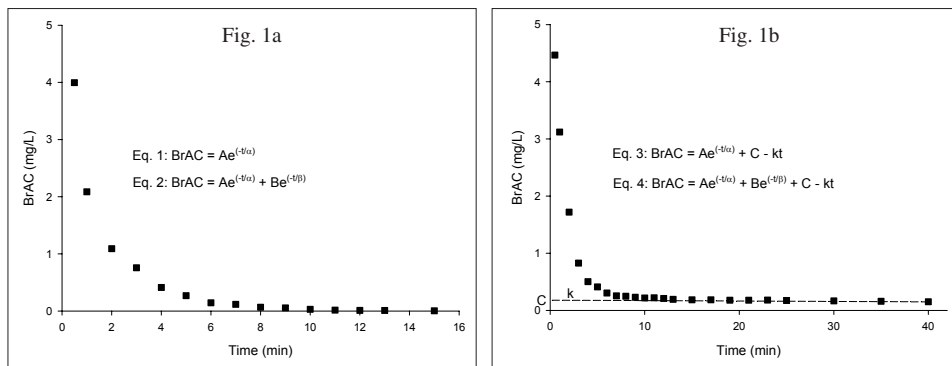 Fig. 1a
5
4
3
2
1
0
BrAC (mg/L)
Eq. 1: BrAC = Ae^(-t/α)
Eq. 2: BrAC = Ae^(-t/α) + Be^(-t/β)
0 2 4 6 8 10 12 14 16
Time (min)
Fig. 1b
5
4
3
2
1
C
0
BrAC (mg/L)
Eq. 3: BrAC = Ae^(-t/α) + C - kt
Eq. 4: BrAC = Ae^(-t/α) + Be^(-t/β) + C - kt
k
0 10 20 30 40
Time (min)